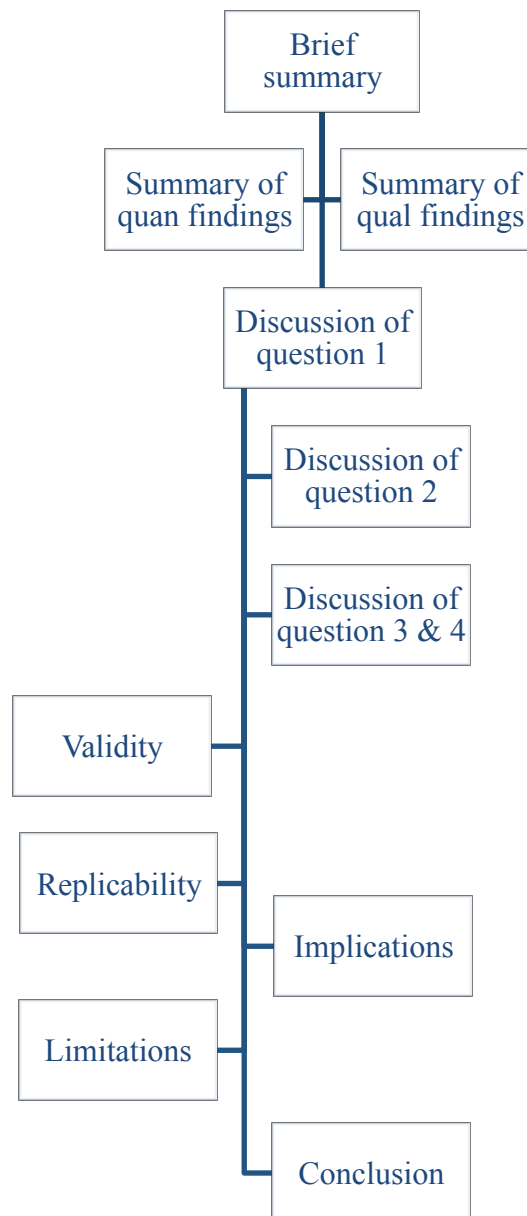 Brief
summary
Summary of
quan findings
Summary of
qual findings
Discussion of
question 1
Discussion of
question 2
Discussion of
question 3 & 4
Validity
Replicability
Implications
Limitations
Conclusion